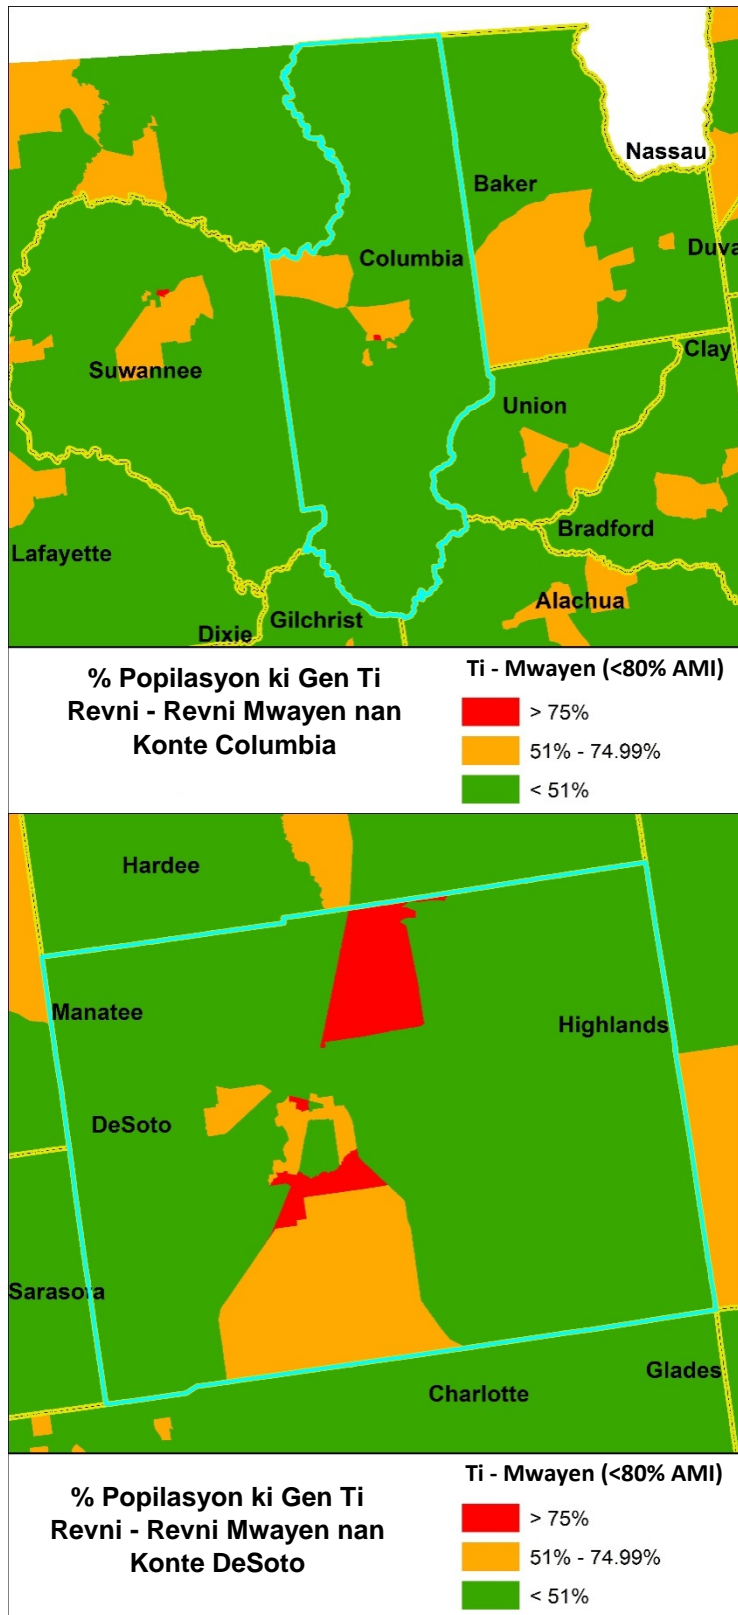 Nassau
Baker
Duva
Columbia
Clay
Suwannee
Union
Bradford
Lafayette
Alachua
Gilchrist
Dixie
% Popilasyon ki Gen Ti
Revni - Revni Mwayen nan
Konte Columbia
Ti - Mwayen (<80% AMI)
> 75%
51% - 74.99%
< 51%
Hardee
Manatee
Highlands
DeSoto
Sarasota
Glades
Charlotte
% Popilasyon ki Gen Ti
Revni - Revni Mwayen nan
Konte DeSoto
Ti - Mwayen (<80% AMI)
> 75%
51% - 74.99%
< 51%